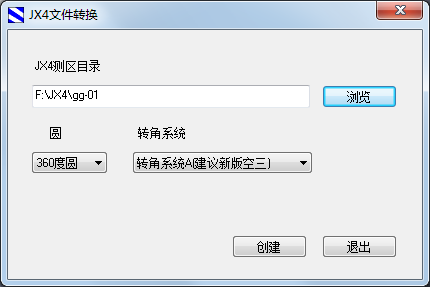 JX4文件转换
JX4测区目录
F:\JX4\gg-01
浏览
圆 转角系统
360度圆 转角系统A(建议新版空三)
创建 退出